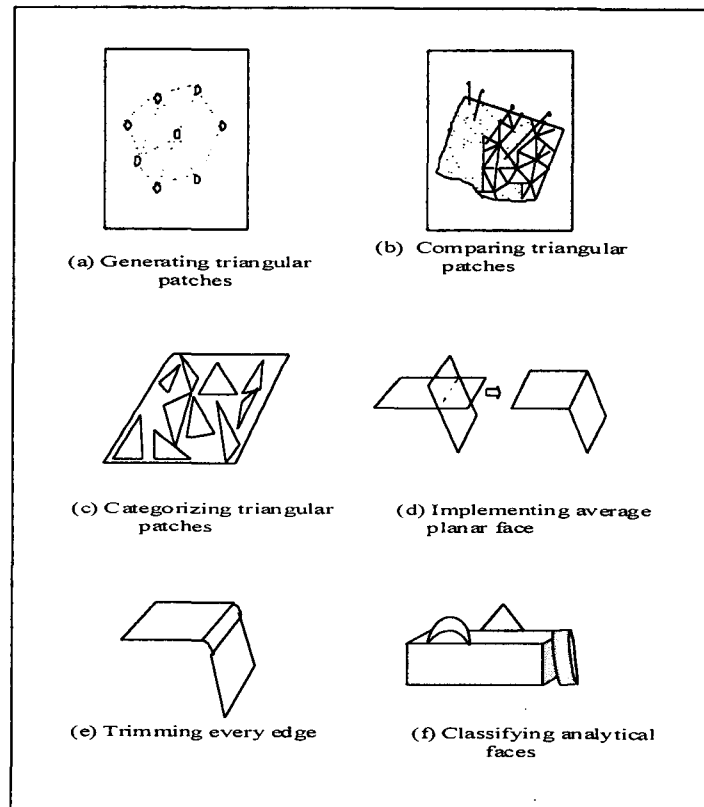 (a) Generating triangular
patches
(b) Comparing triangular
patches
(c) Categorizing triangular
patches
(d) Implementing average
planar face
(e) Trimming every edge
(f) Classifying analytical
faces